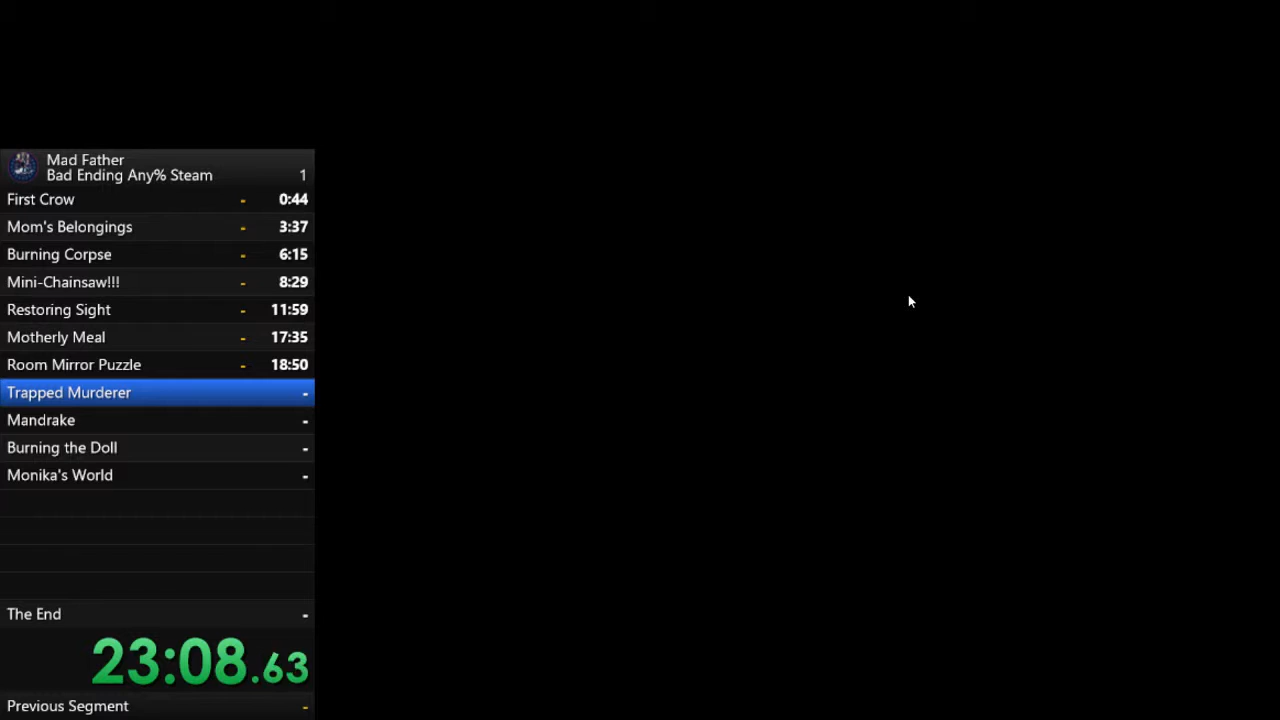 Mad Father
Bad Ending Any% Steam 1
First Crow - 0:44
Mom's Belongings - 3:37
Burning Corpse - 6:15
Mini-Chainsaw!!! - 8:29
Restoring Sight - 11:59
Motherly Meal - 17:35
Room Mirror Puzzle - 18:50
Trapped Murderer -
Mandrake -
Burning the Doll -
Monika's World -
The End -
23:08.63
Previous Segment -